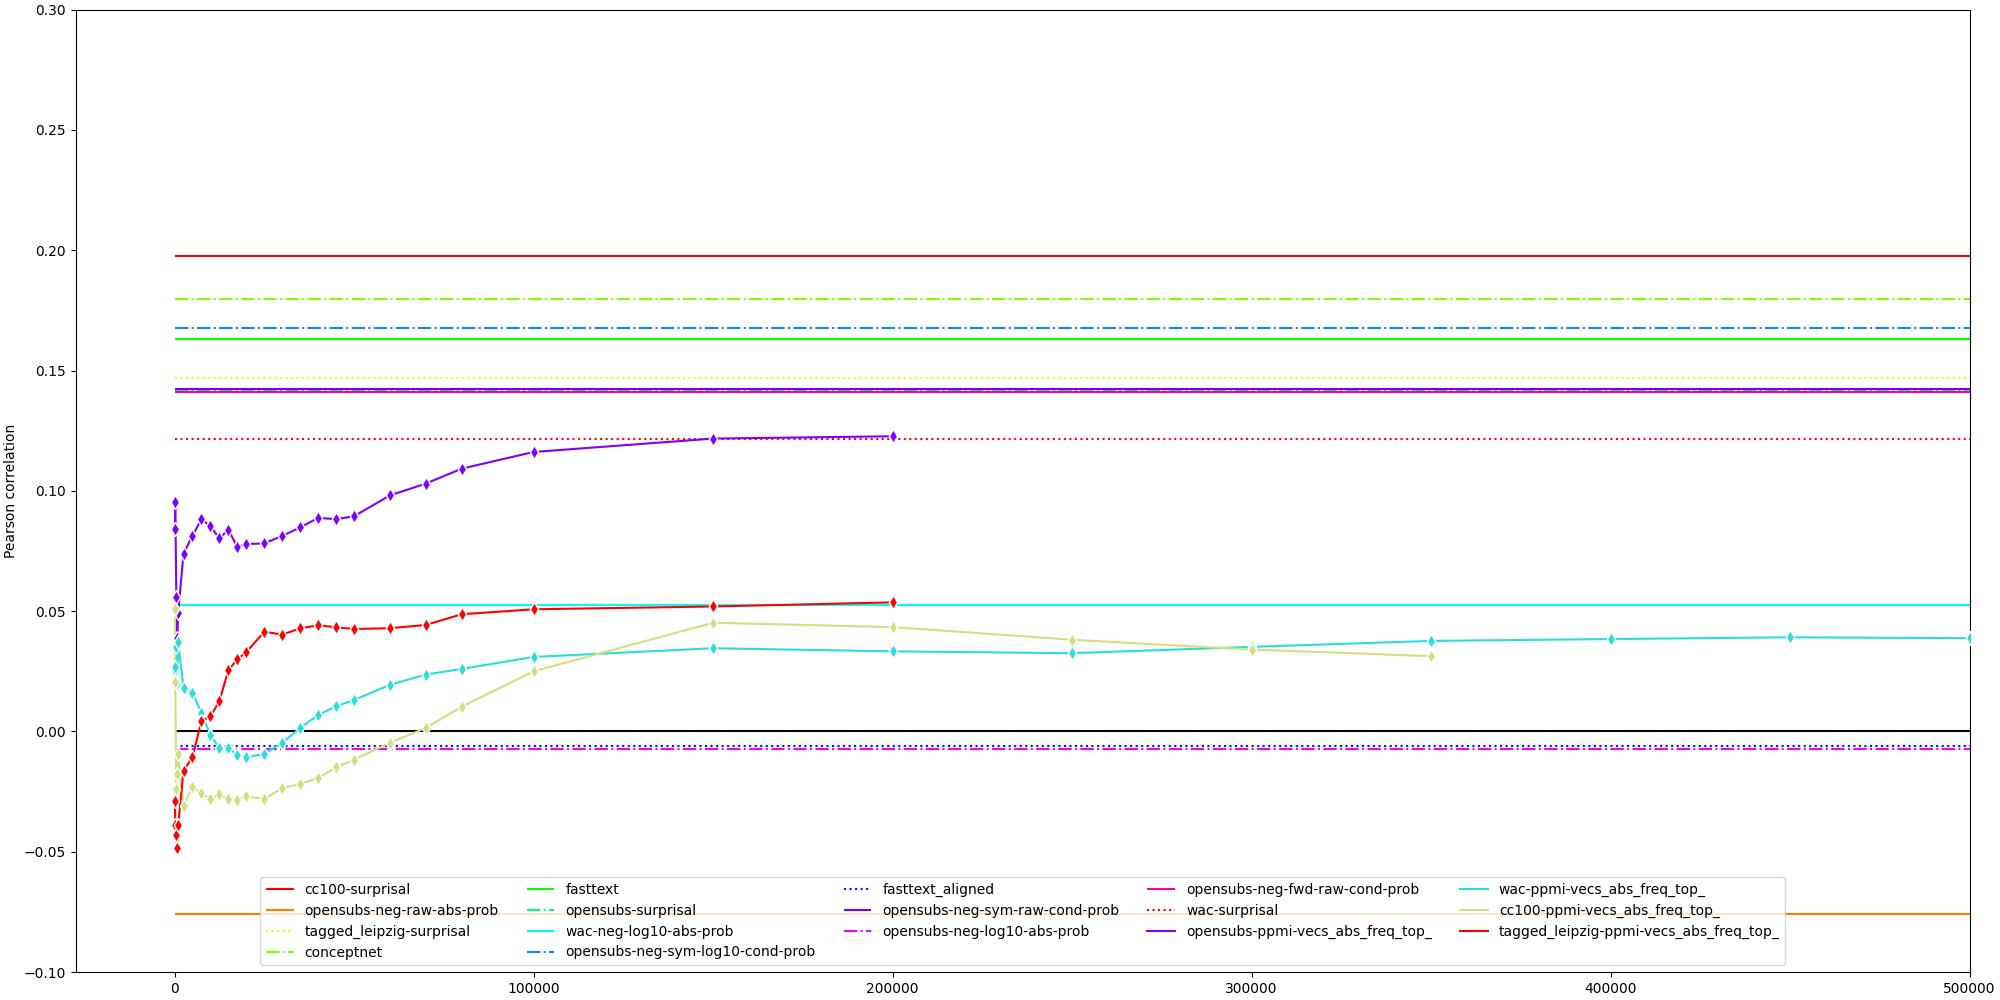 0.30
0.25
0.20
0.15
0.10
0.05
0.00
−0.05
−0.10
Pearson correlation
cc100-surprisal
opensubs-neg-raw-abs-prob
tagged_leipzig-surprisal
conceptnet
fasttext
opensubs-surprisal
wac-neg-log10-abs-prob
opensubs-neg-sym-log10-cond-prob
fasttext_aligned
opensubs-neg-sym-raw-cond-prob
opensubs-neg-log10-abs-prob
opensubs-neg-fwd-raw-cond-prob
wac-surprisal
opensubs-ppmi-vecs_abs_freq_top_
wac-ppmi-vecs_abs_freq_top_
cc100-ppmi-vecs_abs_freq_top_
tagged_leipzig-ppmi-vecs_abs_freq_top_
0
100000
200000
300000
400000
500000